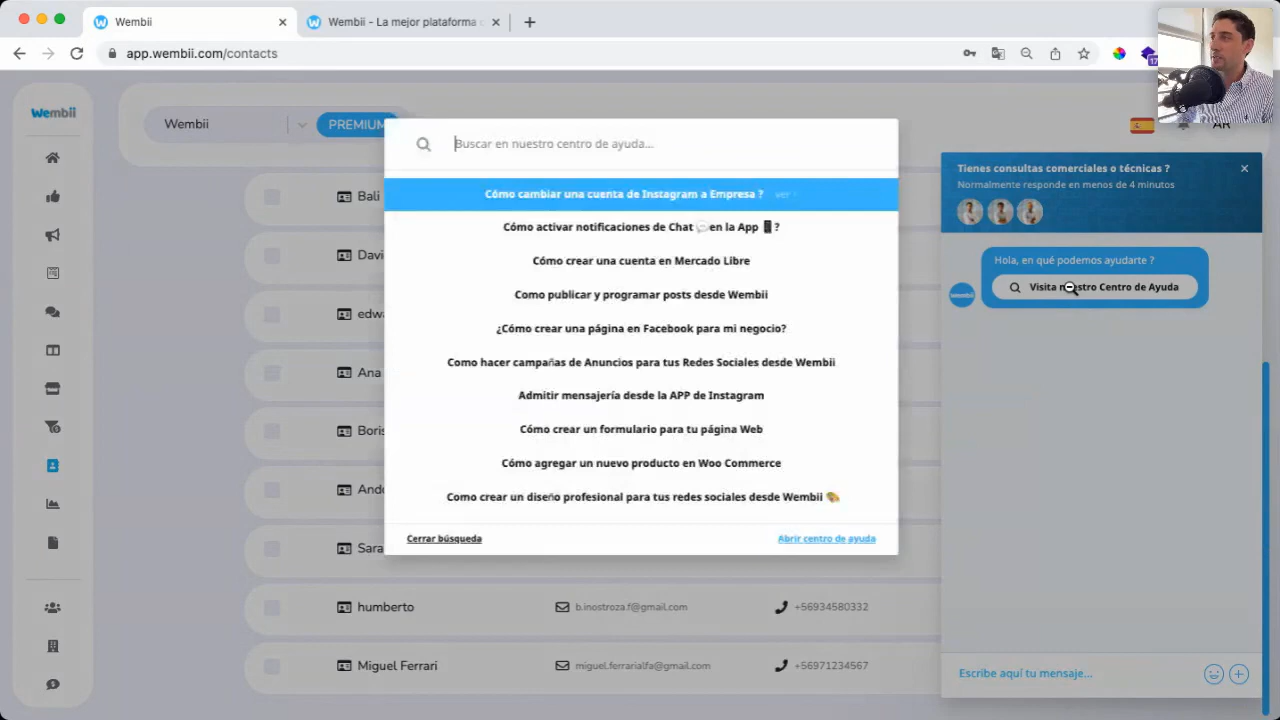 Wembii
Wembii - La mejor plataforma
app.wembii.com/contacts
17
Wembii
Wembii
PREMIUM
AR
Buscar en nuestro centro de ayuda...
Cómo cambiar una cuenta de Instagram a Empresa ? ver
Cómo activar notificaciones de Chat 💬en la App 📱?
Cómo crear una cuenta en Mercado Libre
Como publicar y programar posts desde Wembii
¿Cómo crear una página en Facebook para mi negocio?
Como hacer campañas de Anuncios para tus Redes Sociales desde Wembii
Admitir mensajería desde la APP de Instagram
Cómo crear un formulario para tu página Web
Cómo agregar un nuevo producto en Woo Commerce
Como crear un diseño profesional para tus redes sociales desde Wembii 🎨
Cerrar búsqueda
Abrir centro de ayuda
Bali
Davi
edwa
Ana
Boris
Ando
Sara
humberto
b.inostroza.f@gmail.com
+56934580332
Miguel Ferrari
miguel.ferrarialfa@gmail.com
+56971234567
Tienes consultas comerciales o técnicas ?
Normalmente responde en menos de 4 minutos
Hola, en qué podemos ayudarte ?
Visita nuestro Centro de Ayuda
wembii
Escribe aquí tu mensaje...